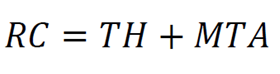 RC = TH + MTA